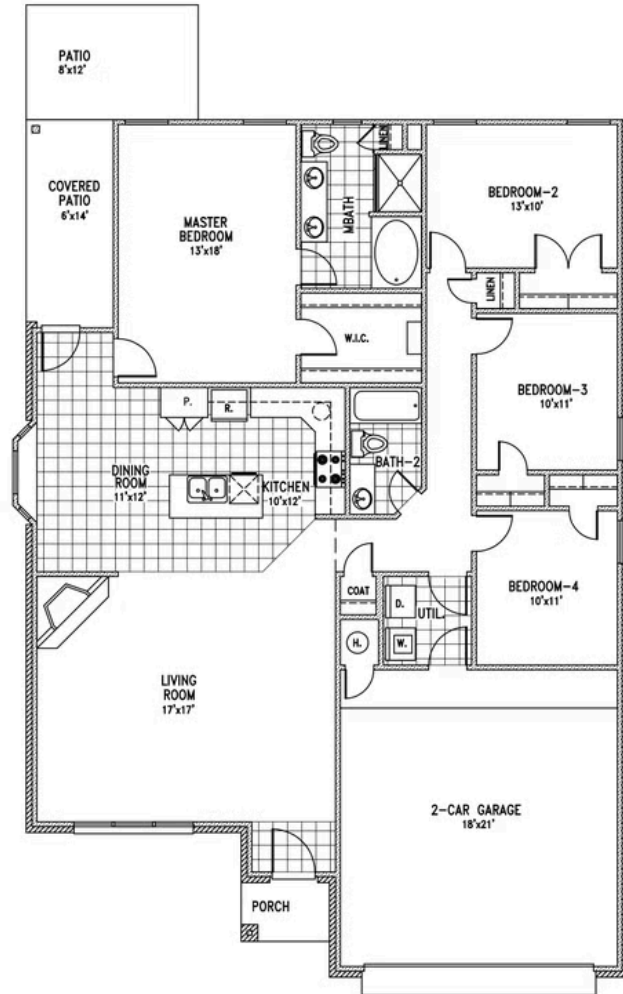 PATIO
8'x12'
COVERED
PATIO
6'x14'
MASTER
BEDROOM
13'x18'
MBATH
LINEN
BEDROOM-2
13'x10'
LINEN
W.I.C.
BEDROOM-3
10'x11'
P.
R.
BATH-2
DINING
ROOM
11'x12'
KITCHEN
10'x12'
COAT
D.
UTIL.
W.
H.
BEDROOM-4
10'x11'
LIVING
ROOM
17'x17'
2-CAR GARAGE
18'x21'
PORCH